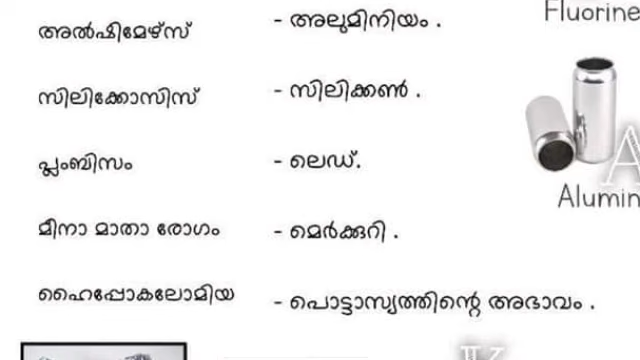 Fluorine
അൽഷിമേഴ്സ് - അലുമിനിയം .
സിലിക്കോസിസ് - സിലിക്കൺ .
പ്ലംബിസം - ലെഡ്.
Alumin
മീനാ മാതാ രോഗം - മെർക്കുറി .
ഹൈപ്പോകലോമിയ - പൊട്ടാസ്യത്തിന്റെ അഭാവം .